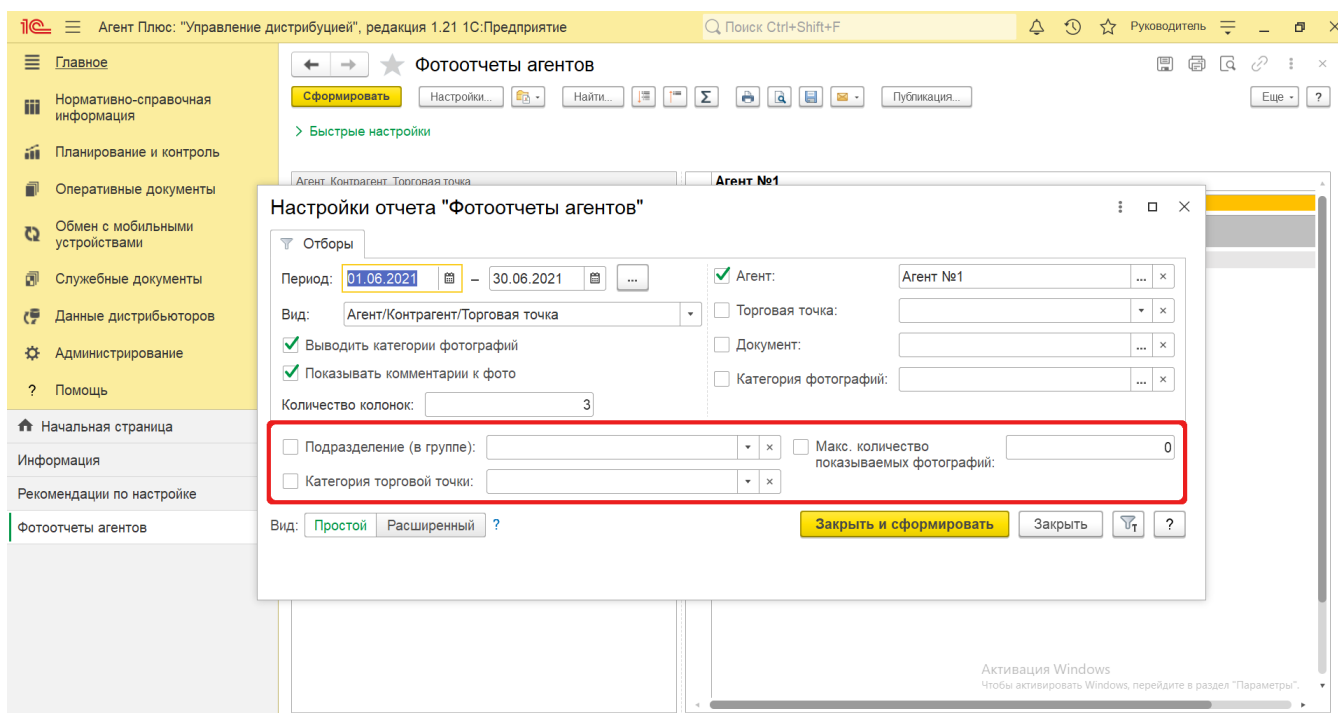 Агент Плюс: "Управление дистрибуцией", редакция 1.21 1С:Предприятие
Поиск Ctrl+Shift+F
Руководитель
Главное
Нормативно-справочная
информация
Планирование и контроль
Оперативные документы
Обмен с мобильными
устройствами
Служебные документы
Данные дистрибьюторов
Администрирование
? Помощь
Начальная страница
Информация
Рекомендации по настройке
Фотоотчеты агентов
Фотоотчеты агентов
Сформировать Настройки... Найти... Σ Публикация... Еще ?
> Быстрые настройки
Агент, Контрагент, Торговая точка
Агент №1
Настройки отчета "Фотоотчеты агентов"
Отборы
Период: 01.06.2021 – 30.06.2021 ...
Вид: Агент/Контрагент/Торговая точка
Выводить категории фотографий
Показывать комментарии к фото
Количество колонок: 3
Агент: Агент №1 ... ×
Торговая точка: ×
Документ: ... ×
Категория фотографий: ... ×
Подразделение (в группе): ×
Категория торговой точки: ×
Макс. количество
показываемых фотографий: 0
Вид: Простой Расширенный ?
Закрыть и сформировать Закрыть ?
Активация Windows
Чтобы активировать Windows, перейдите в раздел "Параметры".